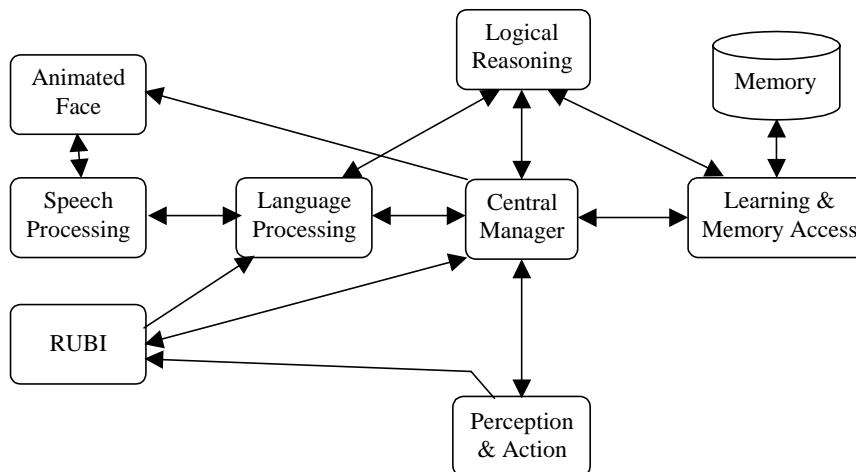 Logical
Reasoning
Animated
Face
Memory
Speech
Processing
Language
Processing
Central
Manager
Learning &
Memory Access
RUBI
Perception
& Action